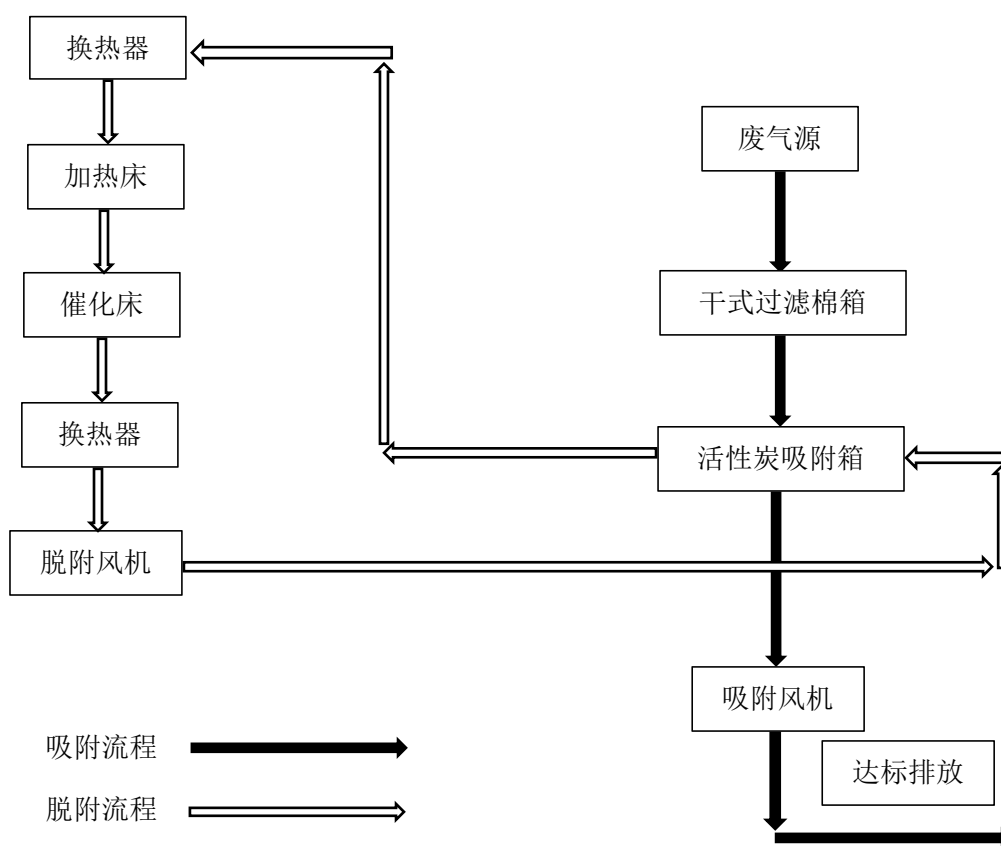 换热器
加热床
催化床
换热器
脱附风机
废气源
干式过滤棉箱
活性炭吸附箱
吸附风机
达标排放
吸附流程
脱附流程